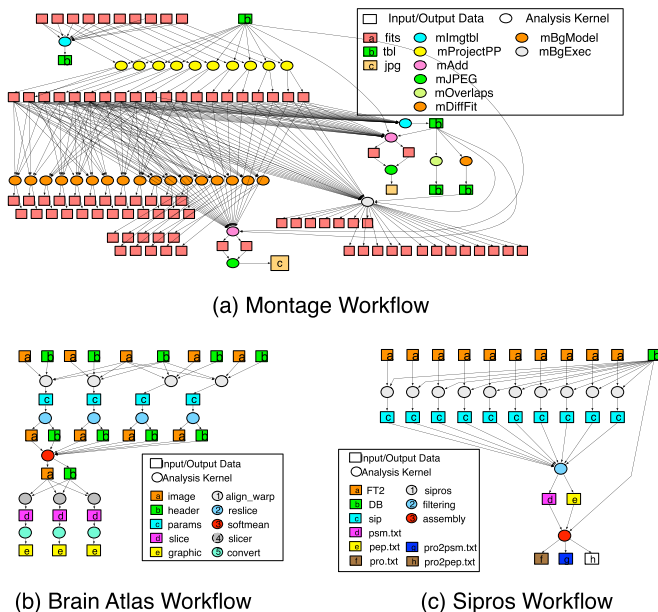 b
Input/Output Data Analysis Kernel
a fits mImgtbl mBgModel
b tbl mProjectPP mBgExec
c jpg mAdd
mJPEG
mOverlaps
mDiffFit
b
b
b b
c
(a) Montage Workflow
a b a b a b a b a b
c c c c
a b a b a b a b
a b
d d d
e e e
Input/Output Data
Analysis Kernel
a image 1 align_warp
b header 2 reslice
c params 3 softmean
d slice 4 slicer
e graphic 5 convert
(b) Brain Atlas Workflow
a a a a a a a a a a b
c c c c c c c c c c
d e
f g h
Input/Output Data
Analysis Kernel
a FT2 1 sipros
b DB 2 filtering
c sip 3 assembly
d psm.txt
e pep.txt g pro2psm.txt
f pro.txt h pro2pep.txt
(c) Sipros Workflow